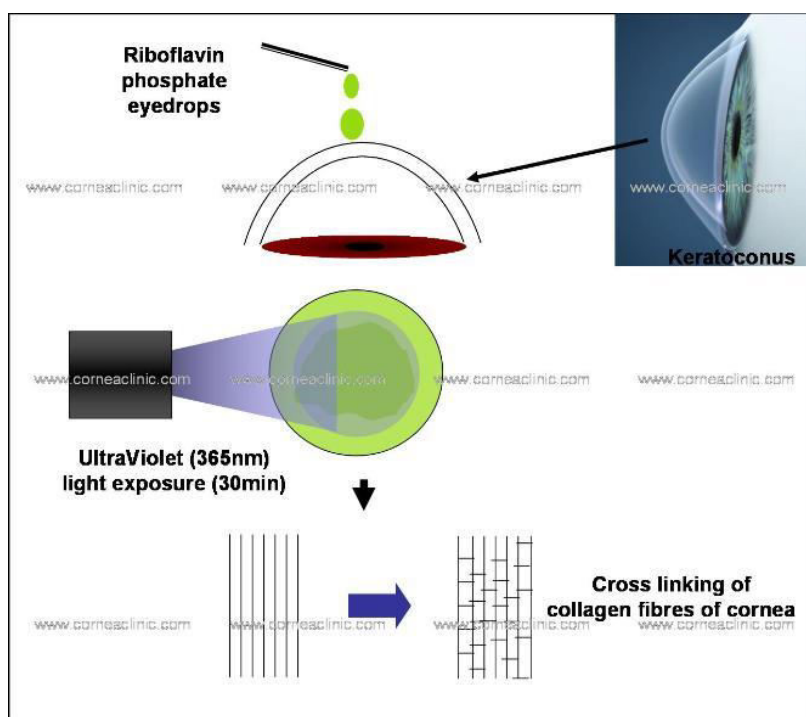 Riboflavin
phosphate
eyedrops
www.corneaclinic.com www.corneaclinic.com www.corneaclinic.com www.corneaclinic.com
Keratoconus
www.corneaclinic.com www.corneaclinic.com www.corneaclinic.com www.corneaclinic.com
UltraViolet (365nm)
light exposure (30min)
Cross linking of
collagen fibres of cornea
www.corneaclinic.com www.corneaclinic.com www.corneaclinic.com www.corneaclinic.com